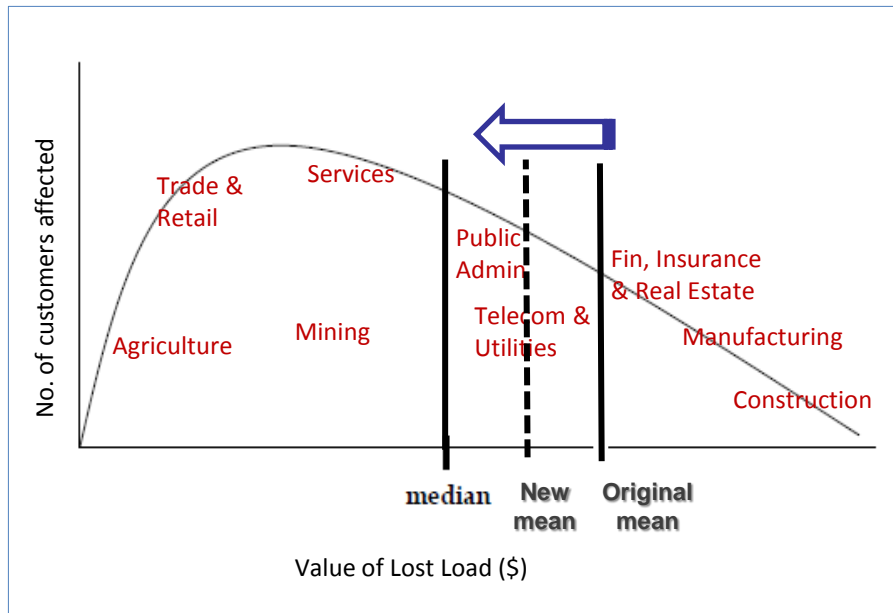 No. of customers affected
Trade &
Retail
Services
Public
Admin
Fin, Insurance
& Real Estate
Agriculture
Mining
Telecom &
Utilities
Manufacturing
Construction
median
New
mean
Original
mean
Value of Lost Load ($)